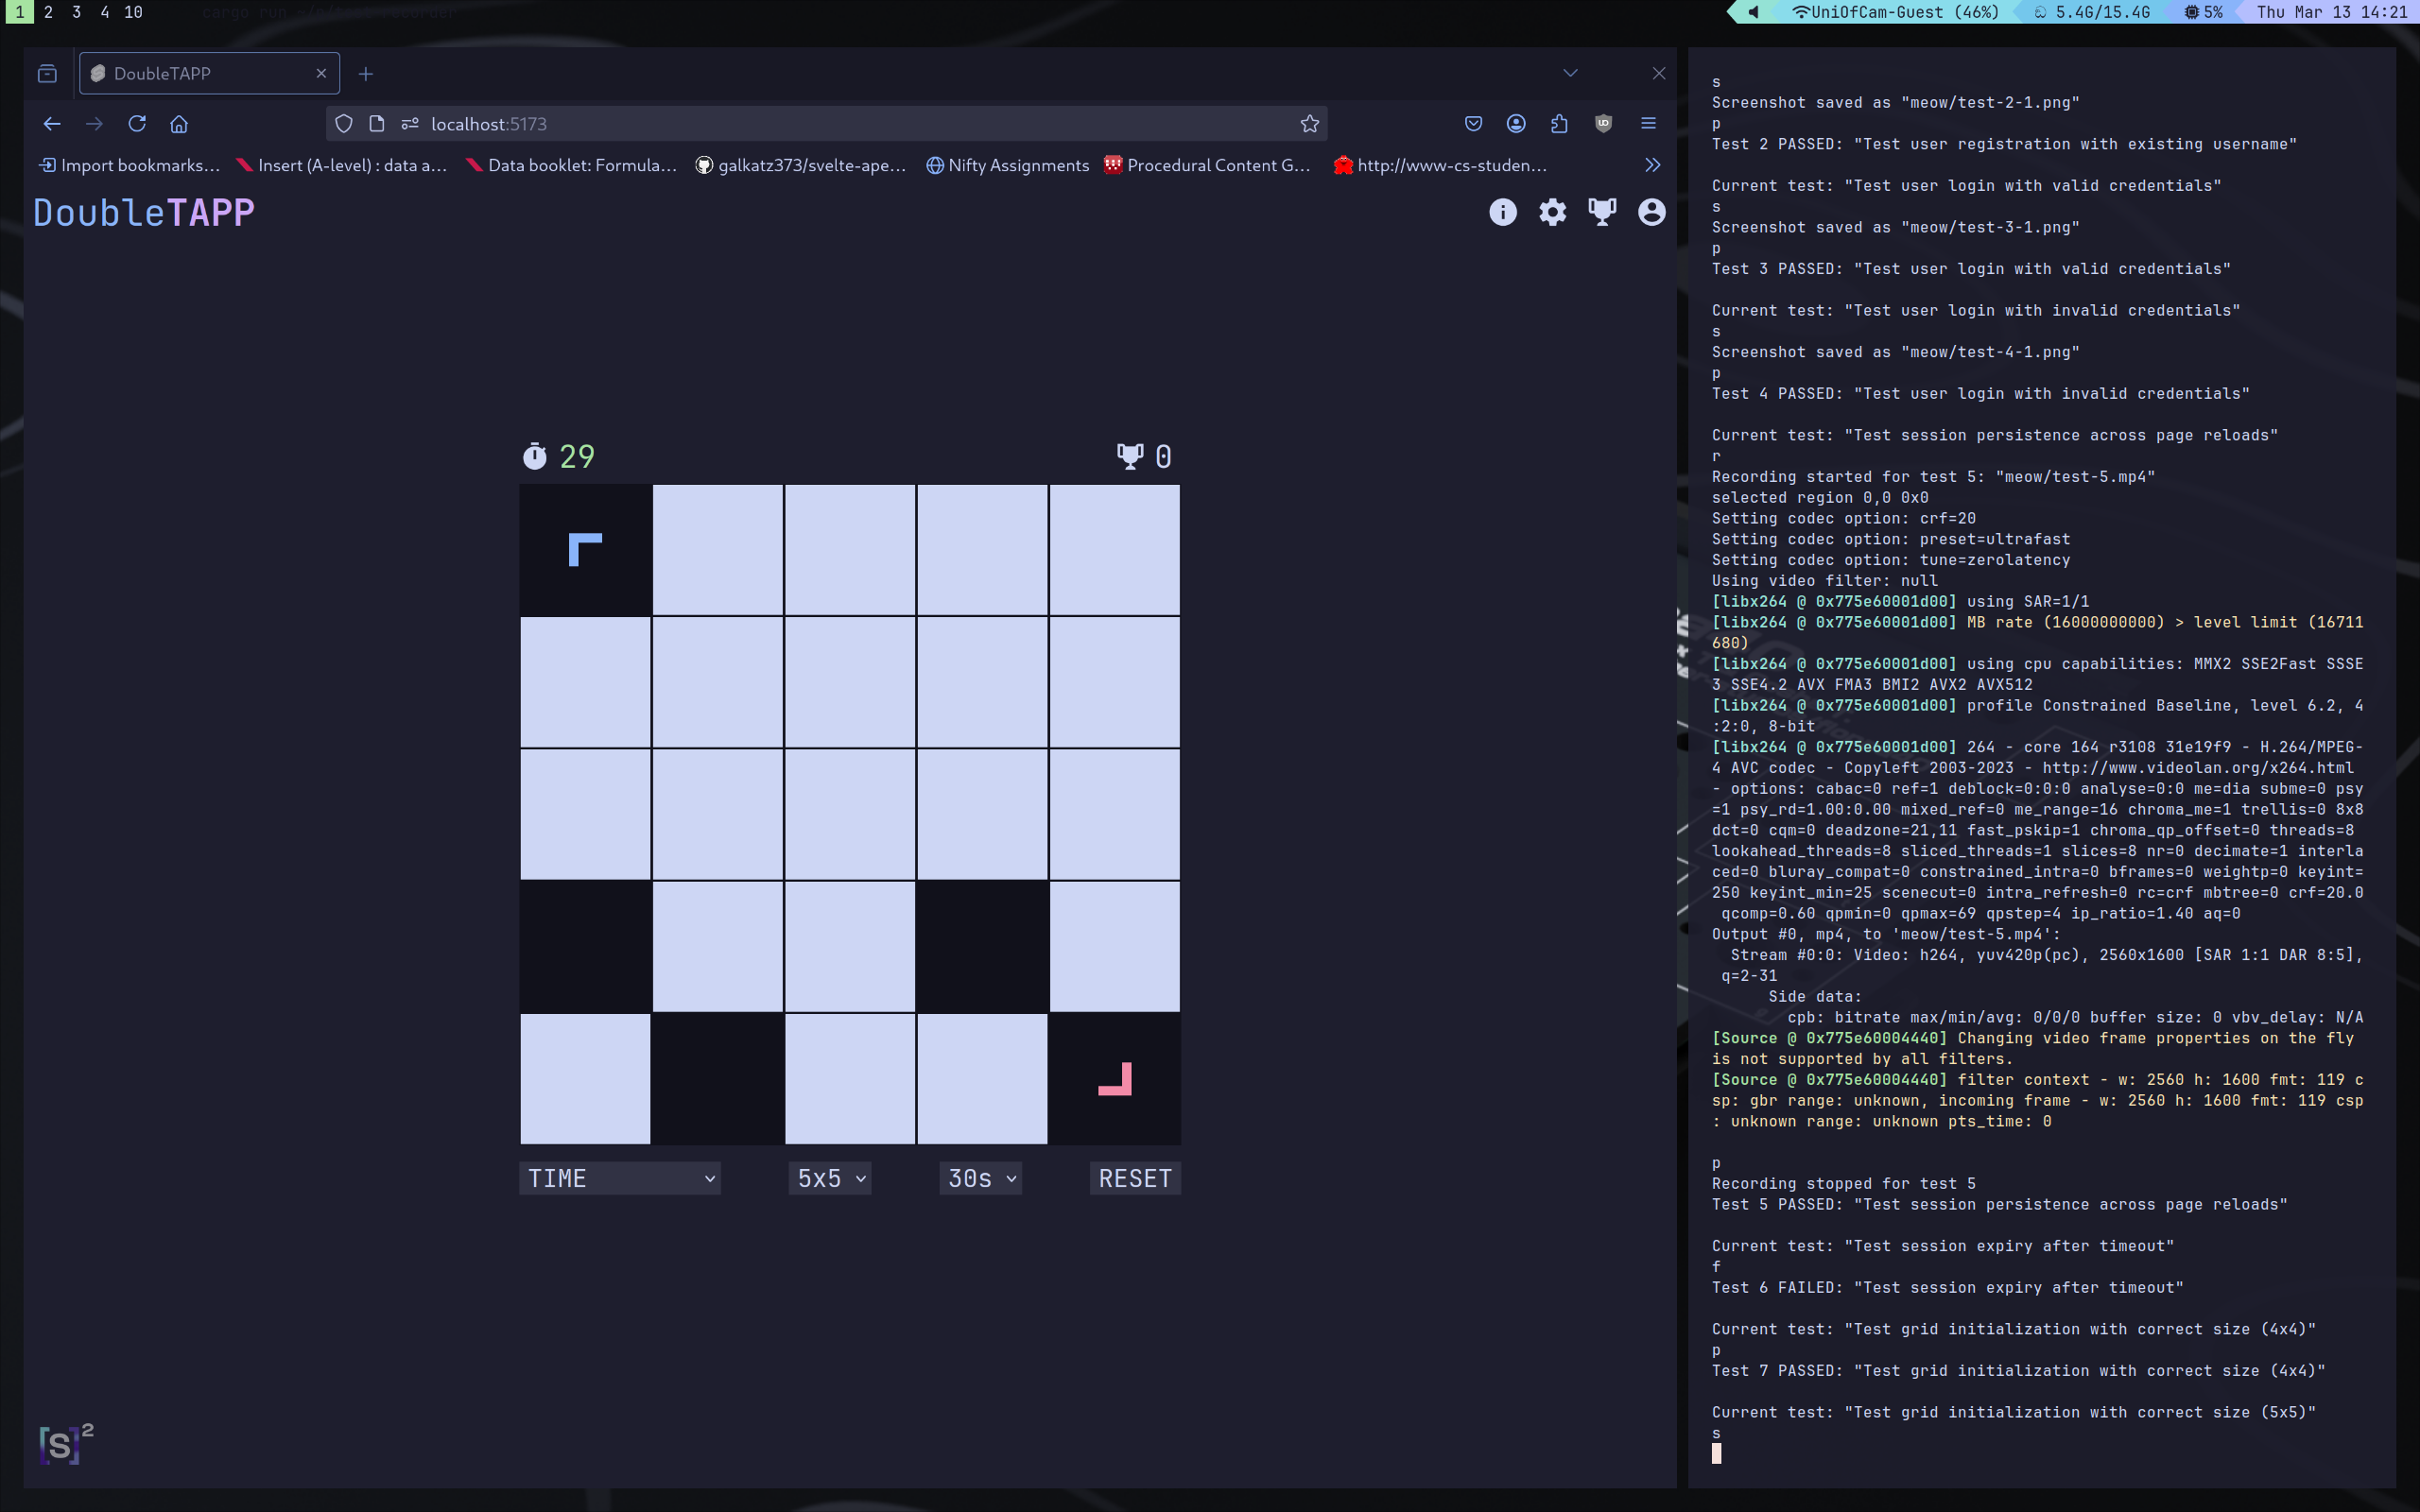 1 2 3 4 10 cargo run
UniOfCam-Guest (46%) 5.4G/15.4G 5% Thu Mar 13 14:21
DoubleTAPP
localhost:5173
Import bookmarks... Insert (A-level) : data a... Data booklet: Formula... galkatz373/svelte-ape... Nifty Assignments Procedural Content G... http://www-cs-studen...
DoubleTAPP
29 0
TIME 5x5 30s RESET
[S]²
s
Screenshot saved as "meow/test-2-1.png"
p
Test 2 PASSED: "Test user registration with existing username"
Current test: "Test user login with valid credentials"
s
Screenshot saved as "meow/test-3-1.png"
p
Test 3 PASSED: "Test user login with valid credentials"
Current test: "Test user login with invalid credentials"
s
Screenshot saved as "meow/test-4-1.png"
p
Test 4 PASSED: "Test user login with invalid credentials"
Current test: "Test session persistence across page reloads"
r
Recording started for test 5: "meow/test-5.mp4"
selected region 0,0 0x0
Setting codec option: crf=20
Setting codec option: preset=ultrafast
Setting codec option: tune=zerolatency
Using video filter: null
[libx264 @ 0x775e60001d00] using SAR=1/1
[libx264 @ 0x775e60001d00] MB rate (16000000000) > level limit (16711
680)
[libx264 @ 0x775e60001d00] using cpu capabilities: MMX2 SSE2Fast SSSE
3 SSE4.2 AVX FMA3 BMI2 AVX2 AVX512
[libx264 @ 0x775e60001d00] profile Constrained Baseline, level 6.2, 4
:2:0, 8-bit
[libx264 @ 0x775e60001d00] 264 - core 164 r3108 31e19f9 - H.264/MPEG-
4 AVC codec - Copyleft 2003-2023 - http://www.videolan.org/x264.html
- options: cabac=0 ref=1 deblock=0:0:0 analyse=0:0 me=dia subme=0 psy
=1 psy_rd=1.00:0.00 mixed_ref=0 me_range=16 chroma_me=1 trellis=0 8x8
dct=0 cqm=0 deadzone=21,11 fast_pskip=1 chroma_qp_offset=0 threads=8
lookahead_threads=8 sliced_threads=1 slices=8 nr=0 decimate=1 interla
ced=0 bluray_compat=0 constrained_intra=0 bframes=0 weightp=0 keyint=
250 keyint_min=25 scenecut=0 intra_refresh=0 rc=crf mbtree=0 crf=20.0
qcomp=0.60 qpmin=0 qpmax=69 qpstep=4 ip_ratio=1.40 aq=0
Output #0, mp4, to 'meow/test-5.mp4':
Stream #0:0: Video: h264, yuv420p(pc), 2560x1600 [SAR 1:1 DAR 8:5],
q=2-31
Side data:
cpb: bitrate max/min/avg: 0/0/0 buffer size: 0 vbv_delay: N/A
[Source @ 0x775e60004440] Changing video frame properties on the fly
is not supported by all filters.
[Source @ 0x775e60004440] filter context - w: 2560 h: 1600 fmt: 119 c
sp: gbr range: unknown, incoming frame - w: 2560 h: 1600 fmt: 119 csp
: unknown range: unknown pts_time: 0
p
Recording stopped for test 5
Test 5 PASSED: "Test session persistence across page reloads"
Current test: "Test session expiry after timeout"
f
Test 6 FAILED: "Test session expiry after timeout"
Current test: "Test grid initialization with correct size (4x4)"
p
Test 7 PASSED: "Test grid initialization with correct size (4x4)"
Current test: "Test grid initialization with correct size (5x5)"
s